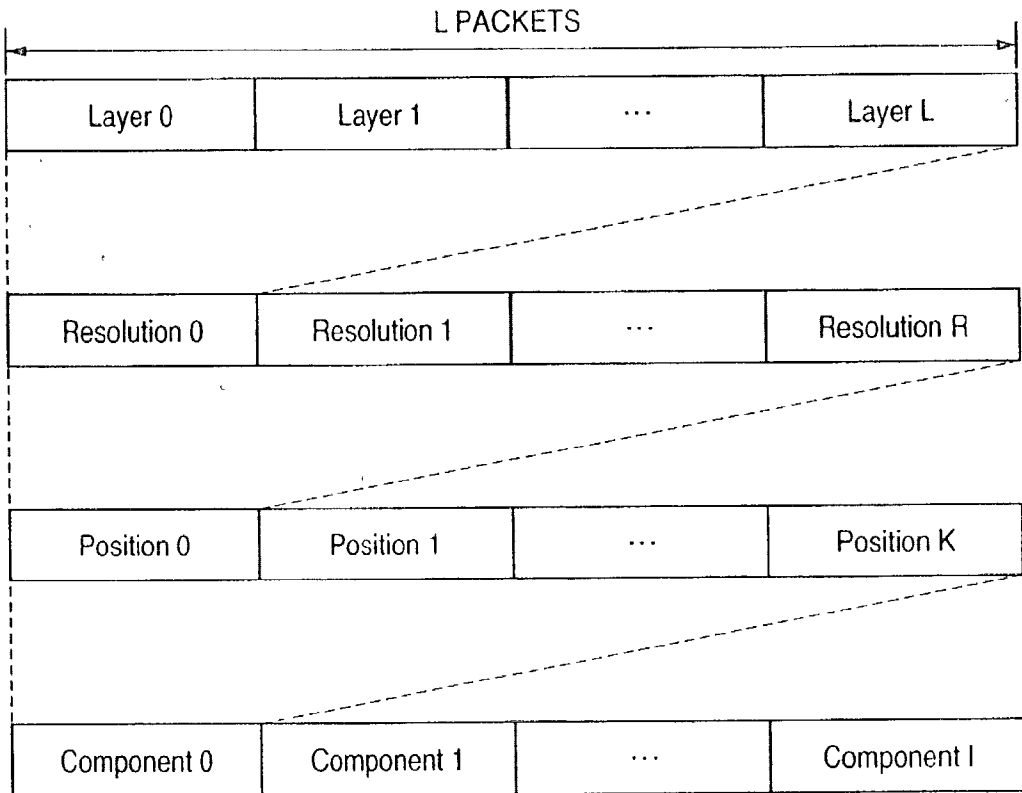 L PACKETS
Layer 0 Layer 1 ... Layer L
Resolution 0 Resolution 1 ... Resolution R
Position 0 Position 1 ... Position K
Component 0 Component 1 ... Component I